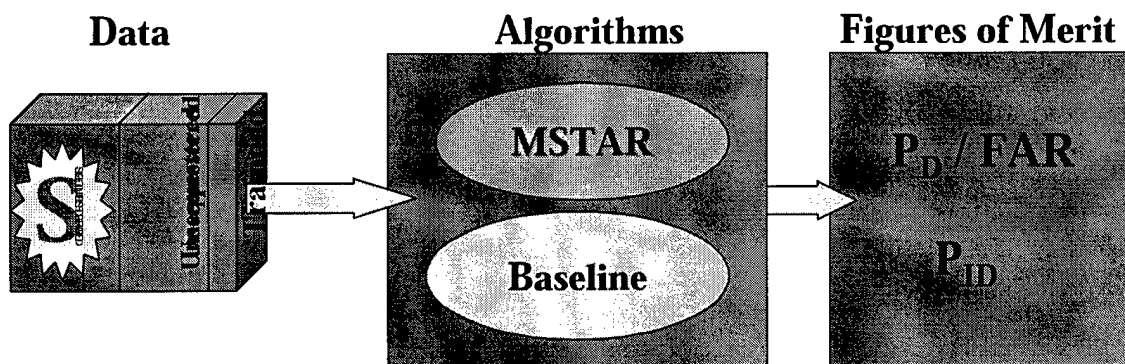 Data
Algorithms
Figures of Merit
S
MSTAR
Baseline
P_D / FAR
P_ID